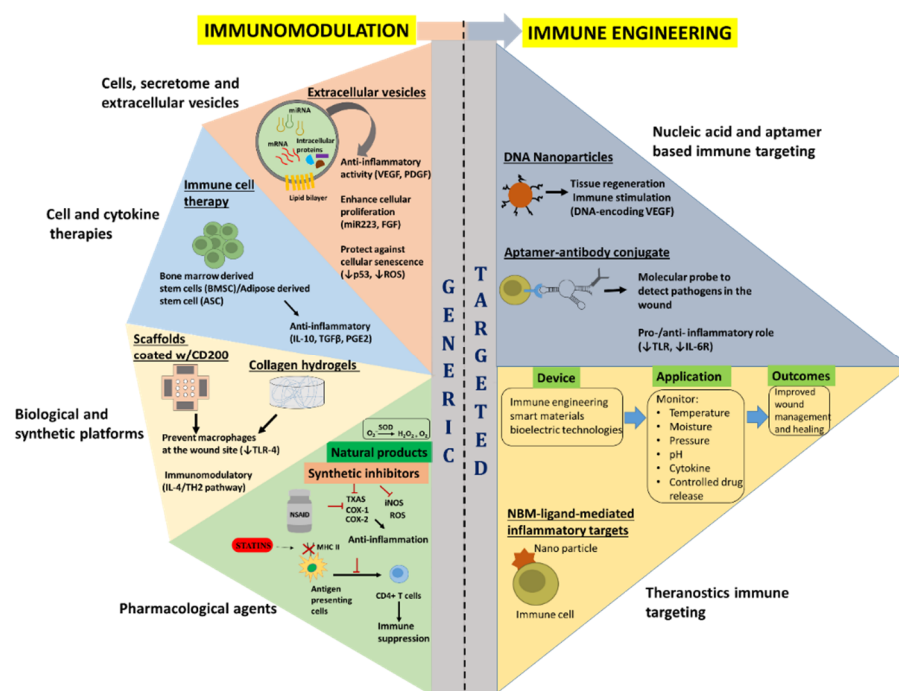 IMMUNOMODULATION
IMMUNE ENGINEERING
Cells, secretome and
extracellular vesicles
Extracellular vesicles
miRNA
mRNA
Intracellular
proteins
Lipid bilayer
Anti-inflammatory
activity (VEGF, PDGF)
Enhance cellular
proliferation
(miR223, FGF)
Protect against
cellular senescence
(↓p53, ↓ROS)
Cell and cytokine
therapies
Immune cell
therapy
Bone marrow derived
stem cells (BMSC)/Adipose derived
stem cell (ASC)
Anti-inflammatory
(IL-10, TGFβ, PGE2)
Biological and
synthetic platforms
Scaffolds
coated w/CD200
Collagen hydrogels
Prevent macrophages
at the wound site (↓TLR-4)
Immunomodulatory
(IL-4/TH2 pathway)
Pharmacological agents
SOD
O₂⁻ → H₂O₂, O₂
Natural products
Synthetic inhibitors
NSAID
TXAS
COX-1
COX-2
iNOS
ROS
Anti-inflammation
STATINS
MHC II
Antigen
presenting
cells
CD4+ T cells
Immune
suppression
GENERIC
TARGETED
Nucleic acid and aptamer
based immune targeting
DNA Nanoparticles
Tissue regeneration
Immune stimulation
(DNA-encoding VEGF)
Aptamer-antibody conjugate
Molecular probe to
detect pathogens in the
wound
Pro-/anti- inflammatory role
(↓TLR, ↓IL-6R)
Device
Immune engineering
smart materials
bioelectric technologies
Application
Monitor:
• Temperature
• Moisture
• Pressure
• pH
• Cytokine
• Controlled drug
release
Outcomes
Improved
wound
management
and healing
NBM-ligand-mediated
inflammatory targets
Nano particle
Immune cell
Theranostics immune
targeting